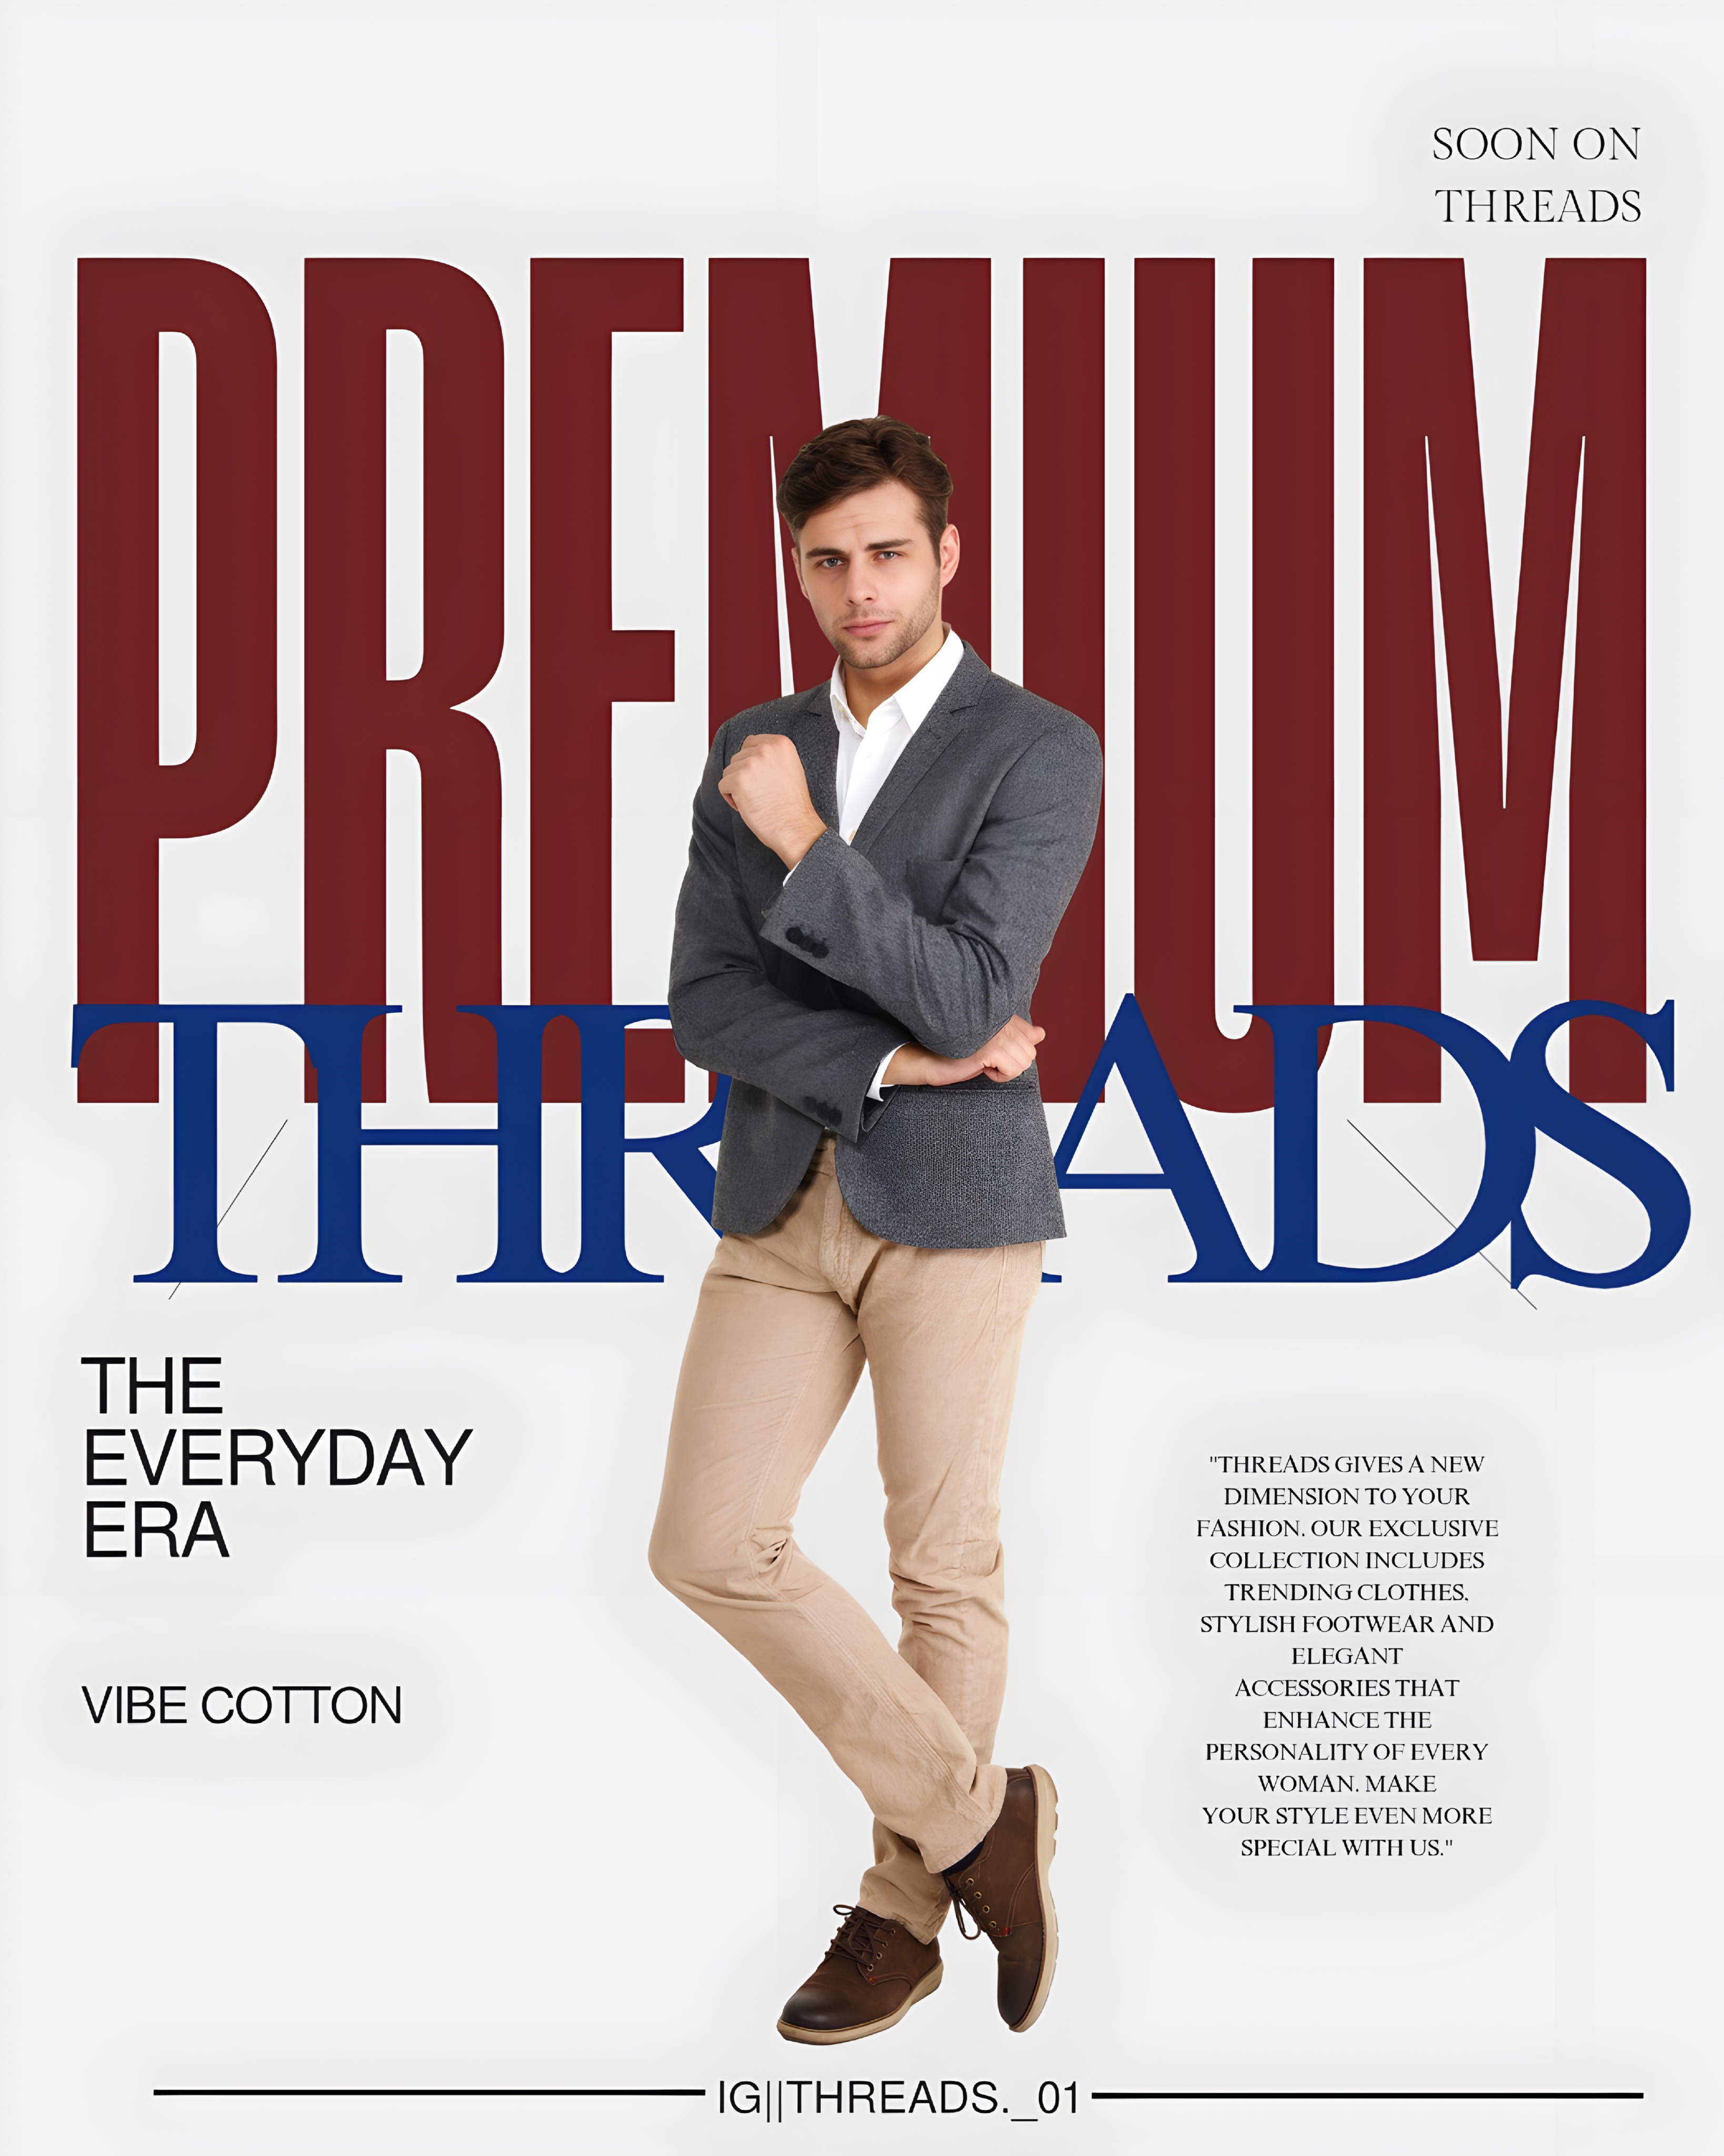 SOON ON
THREADS
PREMIUM
THREADS
THE
EVERYDAY
ERA
VIBE COTTON
"THREADS GIVES A NEW
DIMENSION TO YOUR
FASHION. OUR EXCLUSIVE
COLLECTION INCLUDES
TRENDING CLOTHES,
STYLISH FOOTWEAR AND
ELEGANT
ACCESSORIES THAT
ENHANCE THE
PERSONALITY OF EVERY
WOMAN. MAKE
YOUR STYLE EVEN MORE
SPECIAL WITH US."
IG||THREADS._01